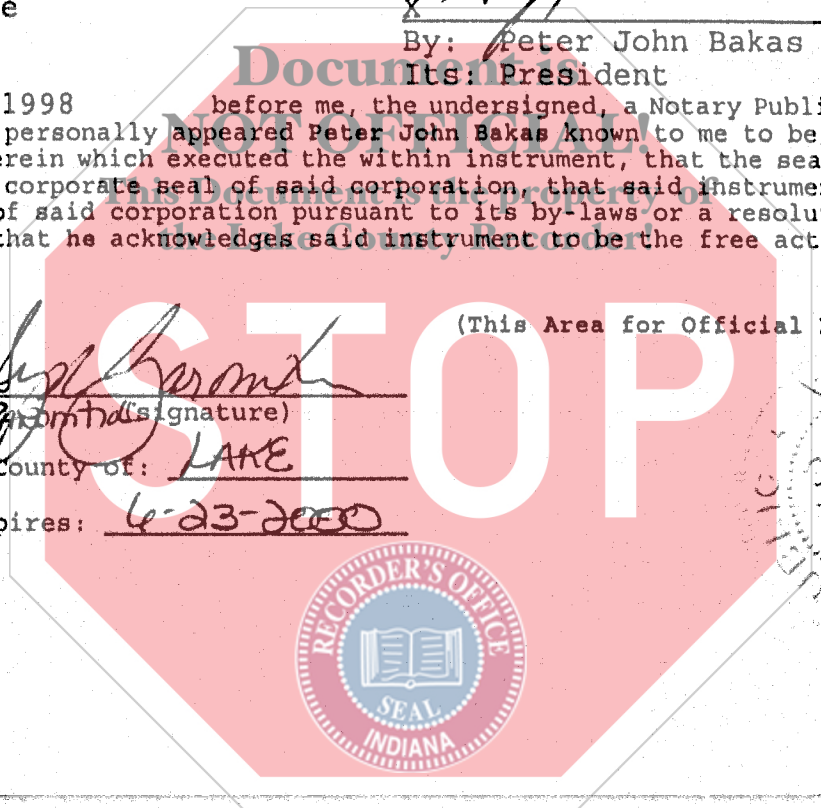 e
X
By: Peter John Bakas
Its: President
1998 before me, the undersigned, a Notary Publi
personally appeared Peter John Bakas known to me to be
erein which executed the within instrument, that the sea
corporate seal of said corporation, that said instrume
of said corporation pursuant to its by-laws or a resolu
that he acknowledges said instrument to be the free act
Document is
NOT OFFICIAL!
This Document is the property of
the Lake County Recorder!
STOP
(This Area for Official
(signature)
County of: LAKE
pires: 6-23-2000
RECORDER'S OFFICE
SEAL
INDIANA